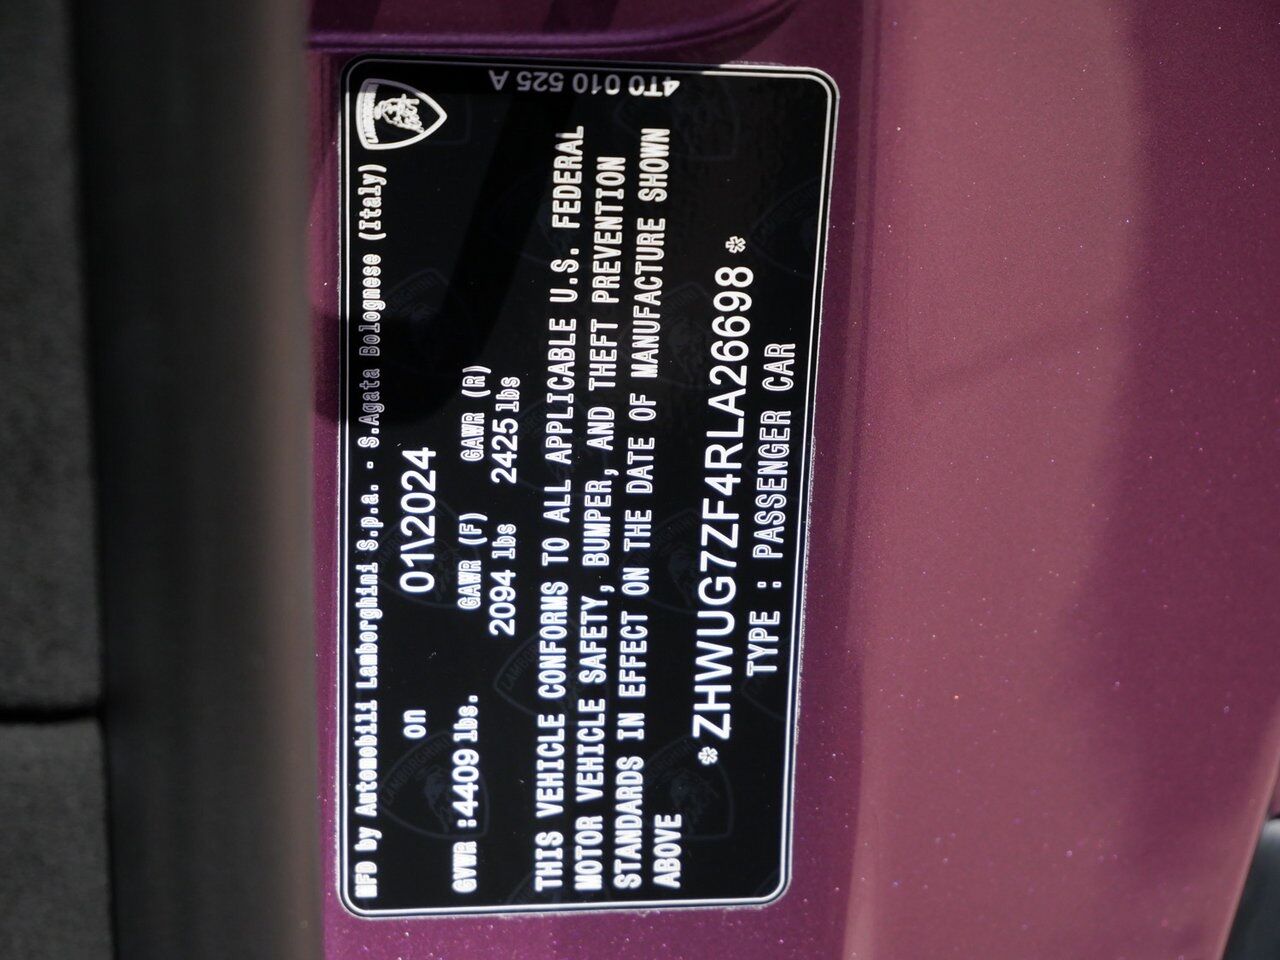 MFD by Automobili Lamborghini S.p.a. - S.Agata Bolognese (Italy)
LAMBORGHINI
on 01\2024
GVWR :4409 lbs. GAWR (F) GAWR (R)
2094 lbs 2425 lbs
THIS VEHICLE CONFORMS TO ALL APPLICABLE U.S. FEDERAL
MOTOR VEHICLE SAFETY, BUMPER, AND THEFT PREVENTION
STANDARDS IN EFFECT ON THE DATE OF MANUFACTURE SHOWN
ABOVE
* ZHWUG7ZF4RLA26698 *
TYPE : PASSENGER CAR
4T0 010 525 A